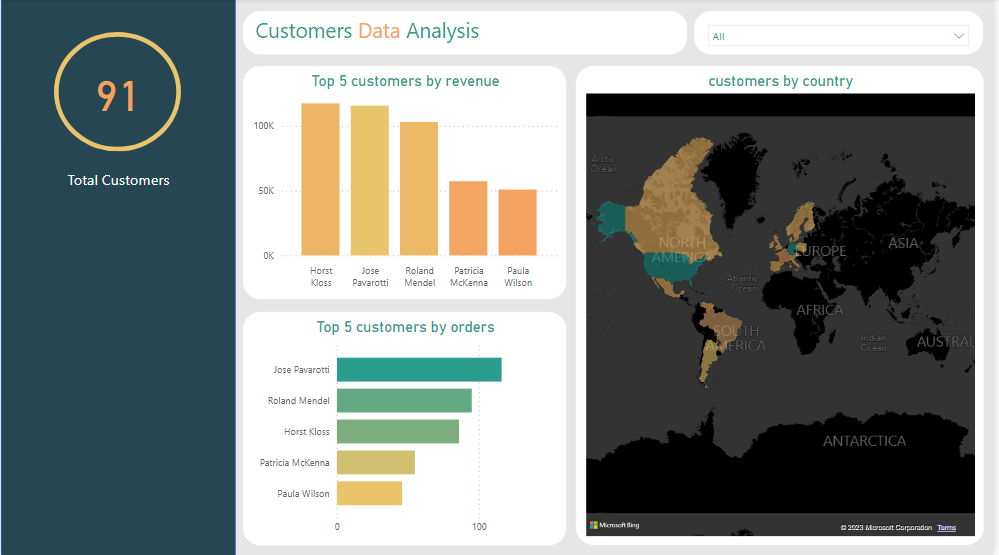 91
Total Customers
Customers Data Analysis
All
Top 5 customers by revenue
100K
50K
0K
Horst
Kloss
Jose
Pavarotti
Roland
Mendel
Patricia
McKenna
Paula
Wilson
Top 5 customers by orders
Jose Pavarotti
Roland Mendel
Horst Kloss
Patricia McKenna
Paula Wilson
0
100
customers by country
Arctic
Ocean
NORTH
AMERICA
EUROPE
ASIA
Atlantic
Ocean
AFRICA
SOUTH
AMERICA
Indian
Ocean
AUSTRAL
ANTARCTICA
Microsoft Bing
© 2023 Microsoft Corporation Terms